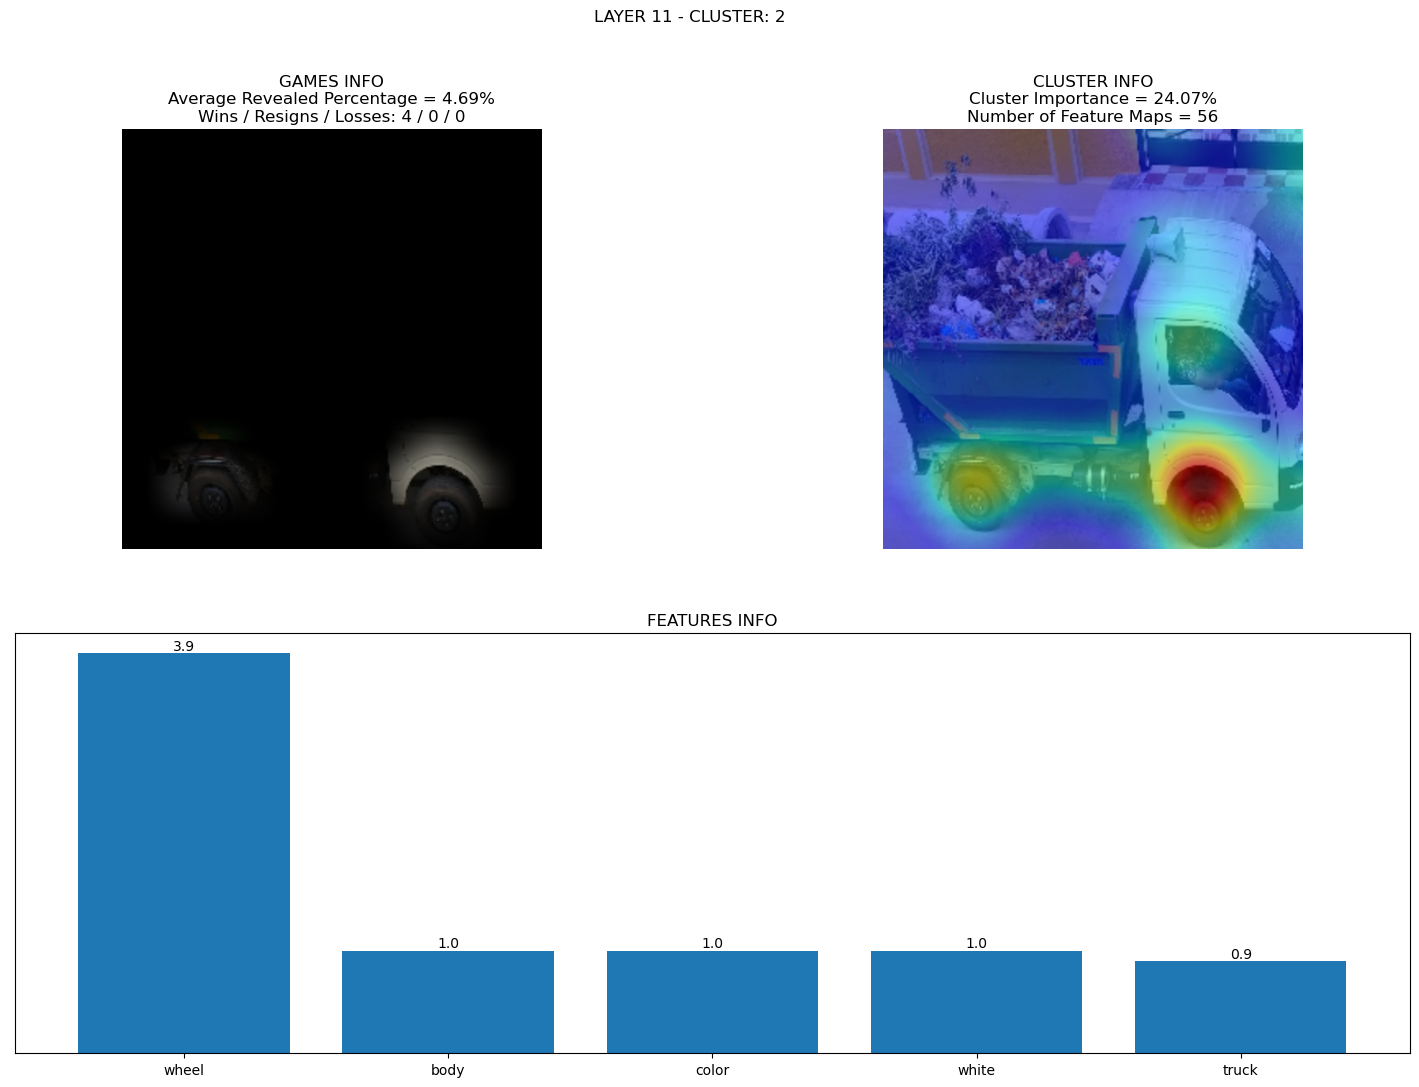 LAYER 11 - CLUSTER: 2
GAMES INFO
Average Revealed Percentage = 4.69%
Wins / Resigns / Losses: 4 / 0 / 0
CLUSTER INFO
Cluster Importance = 24.07%
Number of Feature Maps = 56
TATA
FEATURES INFO
3.9
1.0
1.0
1.0
0.9
wheel
body
color
white
truck